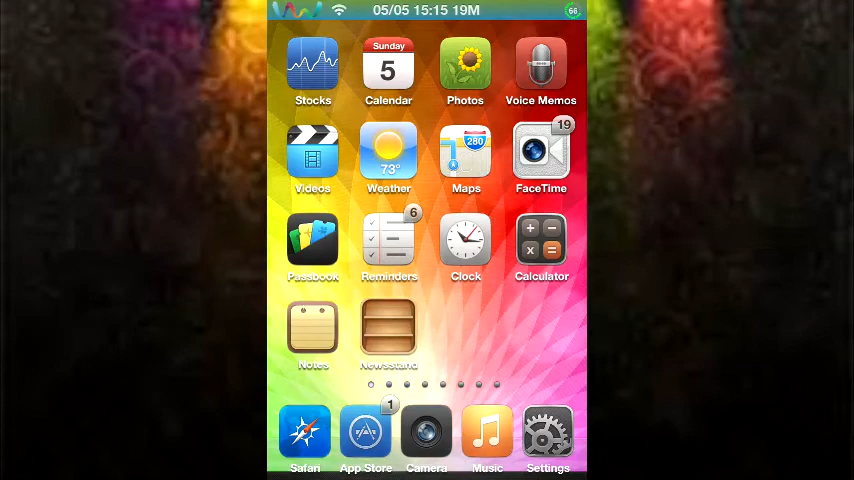 05/05 15:15 19M
66
Sunday
5
Stocks
Calendar
Photos
Voice Memos
280
73°
19
Videos
Weather
Maps
FaceTime
6
Passbook
Reminders
Clock
Calculator
Notes
Newsstand
1
Safari
App Store
Camera
Music
Settings